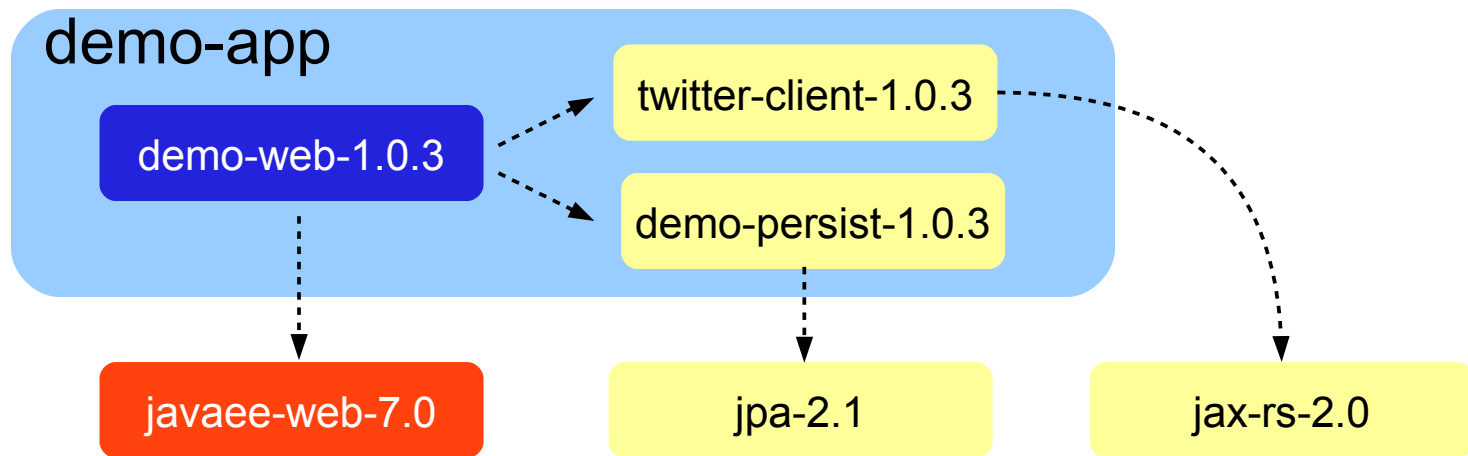 demo-app
twitter-client-1.0.3
demo-web-1.0.3
demo-persist-1.0.3
javaee-web-7.0
jpa-2.1
jax-rs-2.0